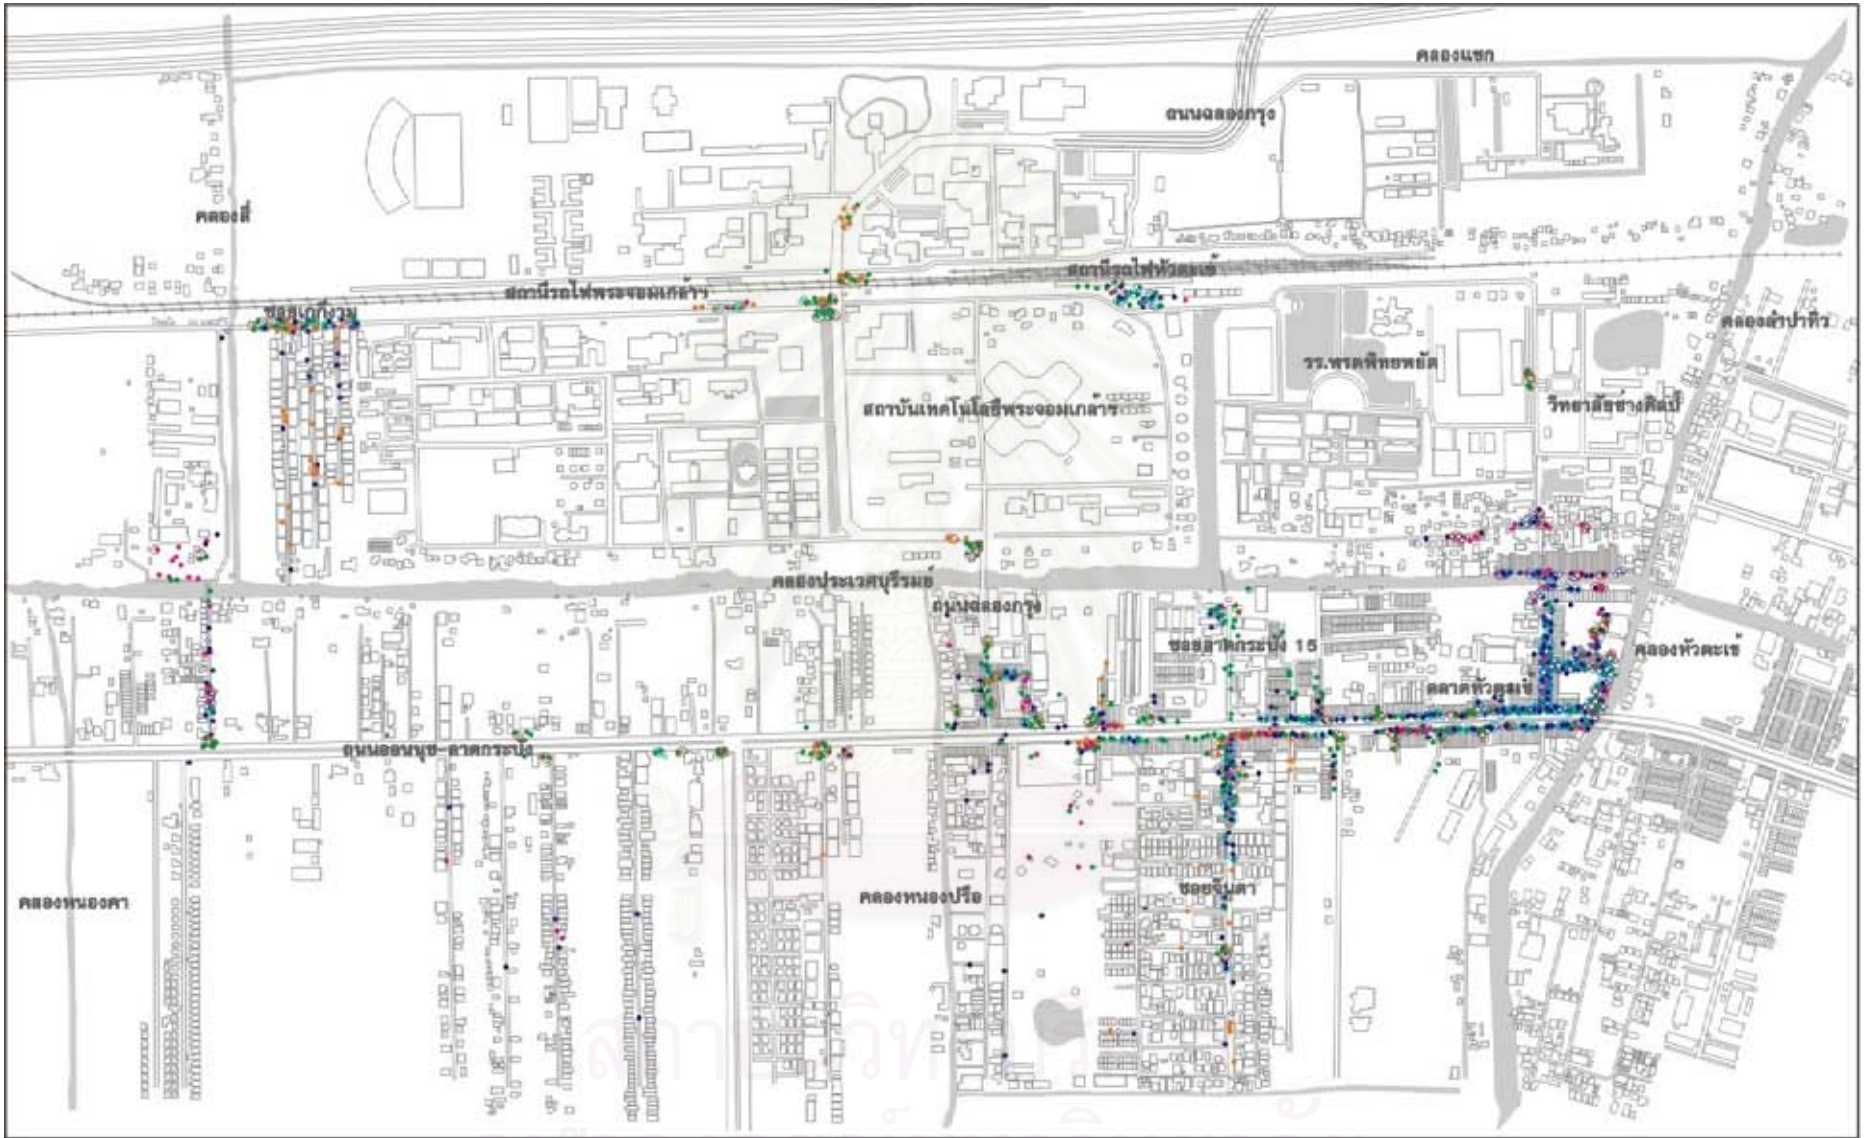 คลองแขก
ถนนฉลองกรุง
คลองสี่
สถานีรถไฟหัวตะเข้
สถานีรถไฟพระจอมเกล้าฯ
ซอยเกกีงาม
คลองลำปาทิว
รร.พรตพิทยพยัต
สถาบันเทคโนโลยีพระจอมเกล้าฯ
วิทยาลัยช่างศิลป์
คลองประเวศบุรีรมย์
ถนนฉลองกรุง
ซอยลาดกระบัง 15
คลองหัวตะเข้
ตลาดหัวตะเข้
ถนนอ่อนนุช-ลาดกระบัง
ซอยจินดา
คลองหนองปรือ
คลองหนองคา